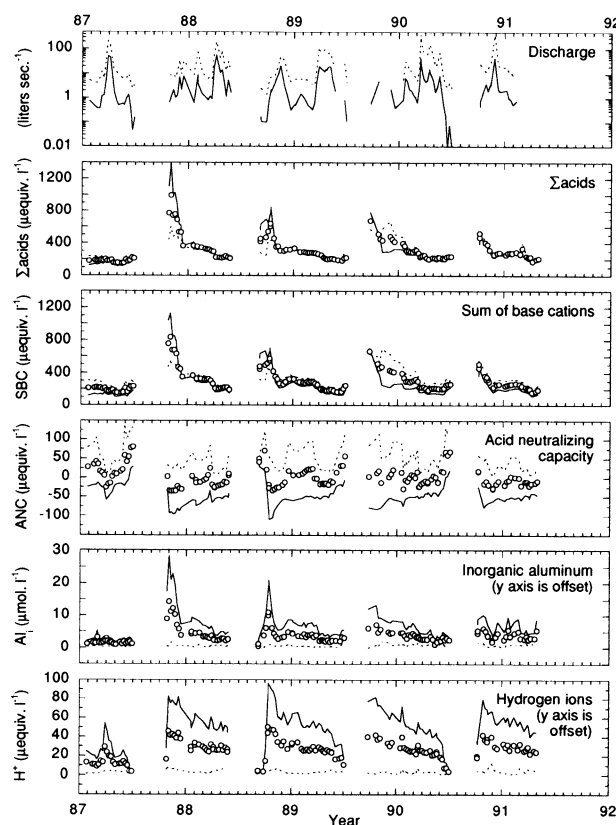 87 88 89 90 91 92
Discharge
(liters sec.⁻¹)
100
1
0.01
Σacids
Σacids (µequiv. l⁻¹)
1200
800
400
0
Sum of base cations
SBC (µequiv. l⁻¹)
1200
800
400
0
Acid neutralizing
capacity
ANC (µequiv. l⁻¹)
100
50
0
-50
-100
Inorganic aluminum
(y axis is offset)
Alᵢ (µmol. l⁻¹)
30
20
10
0
Hydrogen ions
(y axis is
offset)
H⁺ (µequiv. l⁻¹)
100
80
60
40
20
0
87 88 89 90 91 92
Year